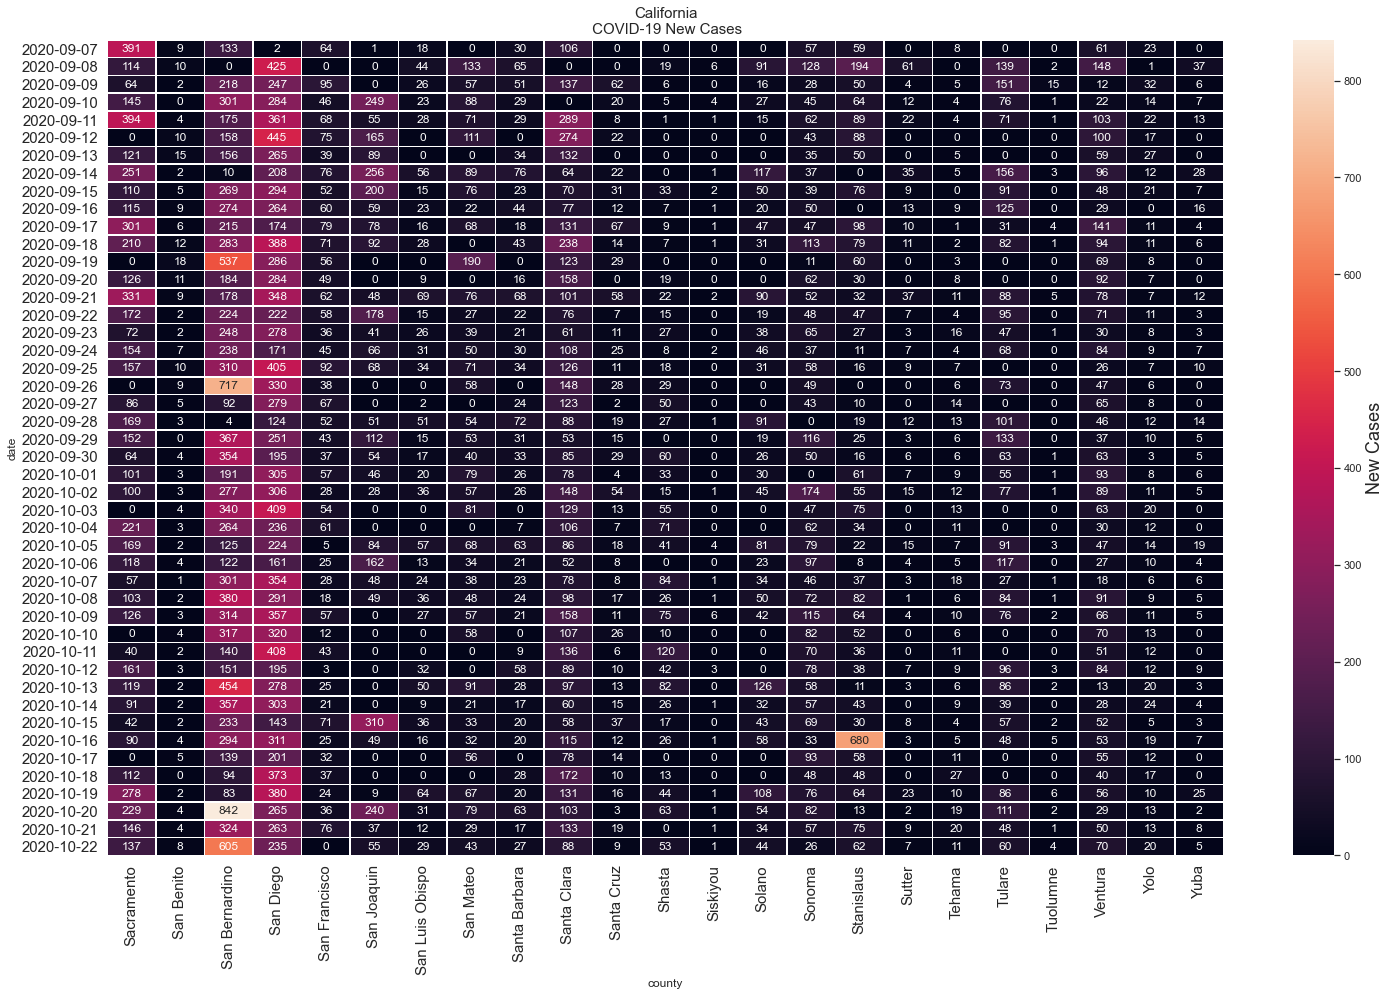 California
COVID-19 New Cases
2020-09-07 391 9 133 2 64 1 18 0 30 106 0 0 0 0 57 59 0 8 0 0 61 23 0
2020-09-08 114 10 0 425 0 0 44 133 65 0 0 19 6 91 128 194 61 0 139 2 148 1 37
2020-09-09 64 2 218 247 95 0 26 57 51 137 62 6 0 16 28 50 4 5 151 15 12 32 6
2020-09-10 145 0 301 284 46 249 23 88 29 0 20 5 4 27 45 64 12 4 76 1 22 14 7
2020-09-11 394 4 175 361 68 55 28 71 29 289 8 1 1 15 62 89 22 4 71 1 103 22 13
2020-09-12 0 10 158 445 75 165 0 111 0 274 22 0 0 0 43 88 0 0 0 0 100 17 0
2020-09-13 121 15 156 265 39 89 0 0 34 132 0 0 0 0 35 50 0 5 0 0 59 27 0
2020-09-14 251 2 10 208 76 256 56 89 76 64 22 0 1 117 37 0 35 5 156 3 96 12 28
2020-09-15 110 5 269 294 52 200 15 76 23 70 31 33 2 50 39 76 9 0 91 0 48 21 7
2020-09-16 115 9 274 264 60 59 23 22 44 77 12 7 1 20 50 0 13 9 125 0 29 0 16
2020-09-17 301 6 215 174 79 78 16 68 18 131 67 9 1 47 47 98 10 1 31 4 141 11 4
2020-09-18 210 12 283 388 71 92 28 0 43 238 14 7 1 31 113 79 11 2 82 1 94 11 6
2020-09-19 0 18 537 286 56 0 0 190 0 123 29 0 0 0 11 60 0 3 0 0 69 8 0
2020-09-20 126 11 184 284 49 0 9 0 16 158 0 19 0 0 62 30 0 8 0 0 92 7 0
2020-09-21 331 9 178 348 62 48 69 76 68 101 58 22 2 90 52 32 37 11 88 5 78 7 12
2020-09-22 172 2 224 222 58 178 15 27 22 76 7 15 0 19 48 47 7 4 95 0 71 11 3
2020-09-23 72 2 248 278 36 41 26 39 21 61 11 27 0 38 65 27 3 16 47 1 30 8 3
2020-09-24 154 7 238 171 45 66 31 50 30 108 25 8 2 46 37 11 7 4 68 0 84 9 7
2020-09-25 157 10 310 405 92 68 34 71 34 126 11 18 0 31 58 16 9 7 0 0 26 7 10
2020-09-26 0 9 717 330 38 0 0 58 0 148 28 0 0 0 49 0 0 6 73 0 47 6 0
2020-09-27 86 5 92 279 67 0 2 0 24 123 2 50 0 0 43 10 0 14 0 0 65 8 0
2020-09-28 169 3 4 124 52 51 51 54 72 88 19 27 1 91 0 19 12 13 101 0 46 12 14
2020-09-29 152 0 367 251 43 112 15 53 31 53 15 0 0 19 116 25 3 6 133 0 37 10 5
2020-09-30 64 4 354 195 37 54 17 40 33 85 29 60 0 26 50 16 6 6 63 1 63 3 5
2020-10-01 101 3 191 305 57 46 20 79 26 78 4 33 0 30 0 61 7 9 55 1 93 8 6
2020-10-02 100 3 277 306 28 28 36 57 26 148 54 15 1 45 174 55 15 12 77 1 89 11 5
2020-10-03 0 4 340 409 54 0 0 81 0 129 13 55 0 0 47 75 0 13 0 0 63 20 0
2020-10-04 221 3 264 236 61 0 0 0 7 106 7 71 0 0 62 34 0 11 0 0 30 12 0
2020-10-05 169 2 125 224 5 84 57 68 63 86 18 41 4 81 79 22 15 7 91 3 47 14 19
2020-10-06 118 4 122 161 25 162 13 34 21 52 8 0 0 23 97 8 4 5 117 0 27 10 4
2020-10-07 57 1 301 354 28 48 24 38 23 78 8 84 1 34 46 37 3 18 27 1 18 6 6
2020-10-08 103 2 380 291 18 49 36 48 24 98 17 26 1 50 72 82 1 6 84 1 91 9 5
2020-10-09 126 3 314 357 57 0 27 57 21 158 11 75 6 42 115 64 4 10 76 2 66 11 5
2020-10-10 0 4 317 320 12 0 0 58 0 107 26 10 0 0 82 52 0 6 0 0 70 13 0
2020-10-11 40 2 140 408 43 0 0 0 9 136 6 120 0 0 70 36 0 11 0 0 51 12 0
2020-10-12 161 3 151 195 3 0 32 0 58 89 10 42 3 0 78 38 7 9 96 3 84 12 9
2020-10-13 119 2 454 278 25 0 50 91 28 97 13 82 0 126 58 11 3 6 86 2 13 20 3
2020-10-14 91 2 357 303 21 0 9 21 17 60 15 26 1 32 57 43 0 9 39 0 28 24 4
2020-10-15 42 2 233 143 71 310 36 33 20 58 37 17 0 43 69 30 8 4 57 2 52 5 3
2020-10-16 90 4 294 311 25 49 16 32 20 115 12 26 1 58 33 680 3 5 48 5 53 19 7
2020-10-17 0 5 139 201 32 0 0 56 0 78 14 0 0 0 93 58 0 0 0 0 55 12 0
2020-10-18 112 0 94 373 37 0 0 0 28 172 10 13 0 0 48 48 0 27 0 0 40 17 0
2020-10-19 278 2 83 380 24 9 64 67 20 131 16 44 1 108 76 64 23 10 86 6 56 10 25
2020-10-20 229 4 842 265 36 240 31 79 63 103 3 63 1 54 82 13 2 19 111 2 29 13 2
2020-10-21 146 4 324 263 76 37 12 29 17 133 19 0 1 34 57 75 9 20 48 1 50 13 8
2020-10-22 137 8 605 235 0 55 29 43 27 88 9 53 1 44 26 62 7 11 60 4 70 20 5
date
Sacramento
San Benito
San Bernardino
San Diego
San Francisco
San Joaquin
San Luis Obispo
San Mateo
Santa Barbara
Santa Clara
Santa Cruz
Shasta
Siskiyou
Solano
Sonoma
Stanislaus
Sutter
Tehama
Tulare
Tuolumne
Ventura
Yolo
Yuba
county
800
700
600
500
400
300
200
100
0
New Cases